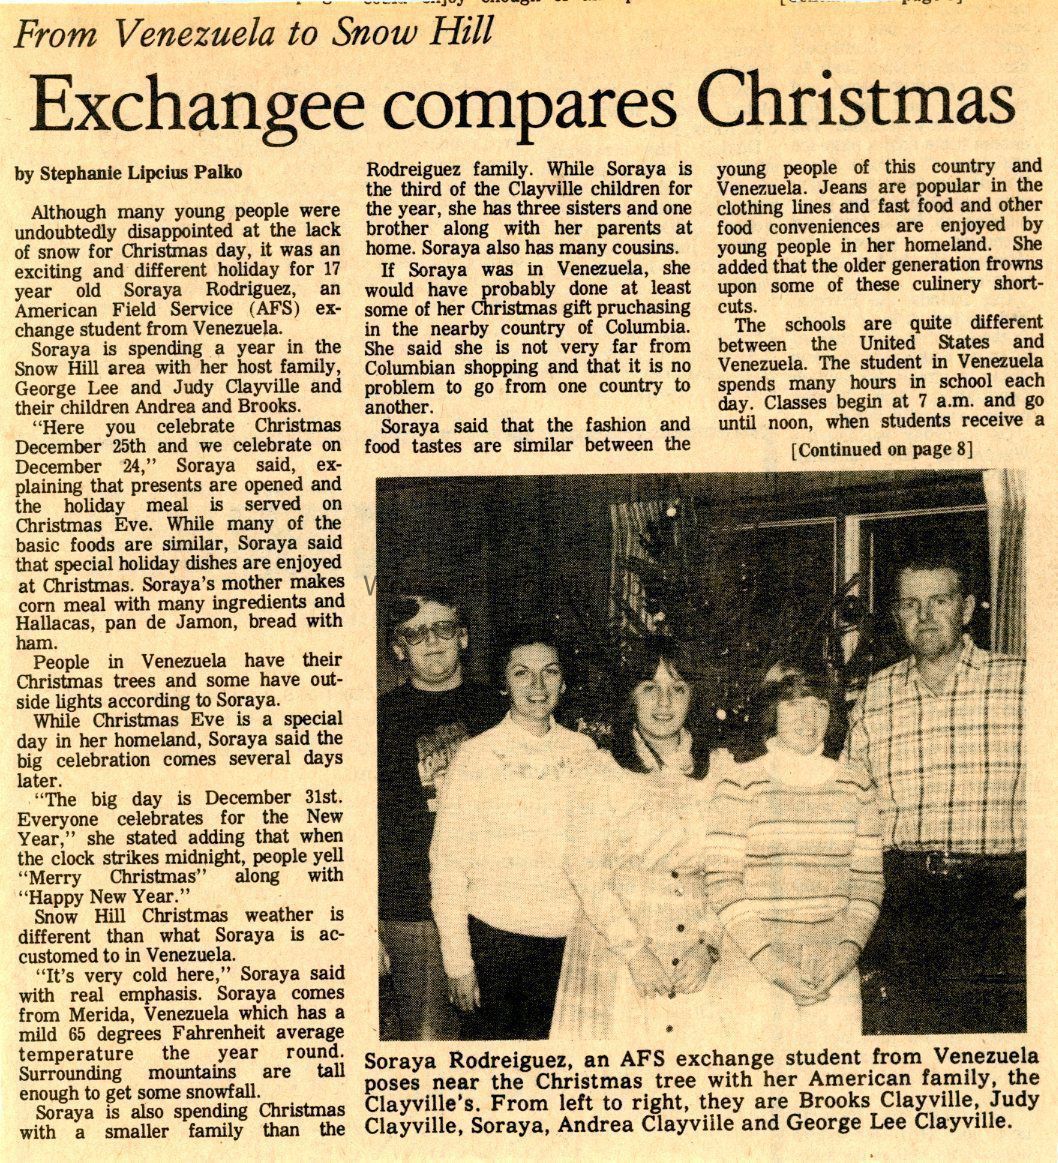 From Venezuela to Snow Hill
Exchangee compares Christmas
by Stephanie Lipcius Palko
Although many young people were
undoubtedly disappointed at the lack
of snow for Christmas day, it was an
exciting and different holiday for 17
year old Soraya Rodriguez, an
American Field Service (AFS) ex-
change student from Venezuela.
Soraya is spending a year in the
Snow Hill area with her host family,
George Lee and Judy Clayville and
their children Andrea and Brooks.
“Here you celebrate Christmas
December 25th and we celebrate on
December 24,” Soraya said, ex-
plaining that presents are opened and
the holiday meal is served on
Christmas Eve. While many of the
basic foods are similar, Soraya said
that special holiday dishes are enjoyed
at Christmas. Soraya’s mother makes
corn meal with many ingredients and
Hallacas, pan de Jamon, bread with
ham.
People in Venezuela have their
Christmas trees and some have out-
side lights according to Soraya.
While Christmas Eve is a special
day in her homeland, Soraya said the
big celebration comes several days
later.
“The big day is December 31st.
Everyone celebrates for the New
Year,” she stated adding that when
the clock strikes midnight, people yell
“Merry Christmas” along with
“Happy New Year.”
Snow Hill Christmas weather is
different than what Soraya is ac-
customed to in Venezuela.
“It’s very cold here,” Soraya said
with real emphasis. Soraya comes
from Merida, Venezuela which has a
mild 65 degrees Fahrenheit average
temperature the year round.
Surrounding mountains are tall
enough to get some snowfall.
Soraya is also spending Christmas
with a smaller family than the
Rodreiguez family. While Soraya is
the third of the Clayville children for
the year, she has three sisters and one
brother along with her parents at
home. Soraya also has many cousins.
If Soraya was in Venezuela, she
would have probably done at least
some of her Christmas gift pruchasing
in the nearby country of Columbia.
She said she is not very far from
Columbian shopping and that it is no
problem to go from one country to
another.
Soraya said that the fashion and
food tastes are similar between the
young people of this country and
Venezuela. Jeans are popular in the
clothing lines and fast food and other
food conveniences are enjoyed by
young people in her homeland. She
added that the older generation frowns
upon some of these culinery short-
cuts.
The schools are quite different
between the United States and
Venezuela. The student in Venezuela
spends many hours in school each
day. Classes begin at 7 a.m. and go
until noon, when students receive a
[Continued on page 8]
Soraya Rodreiguez, an AFS exchange student from Venezuela
poses near the Christmas tree with her American family, the
Clayville's. From left to right, they are Brooks Clayville, Judy
Clayville, Soraya, Andrea Clayville and George Lee Clayville.